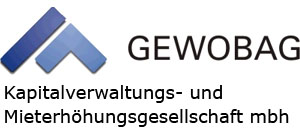 GEWOBAG
Kapitalverwaltungs- und
Mieterhöhungsgesellschaft mbh